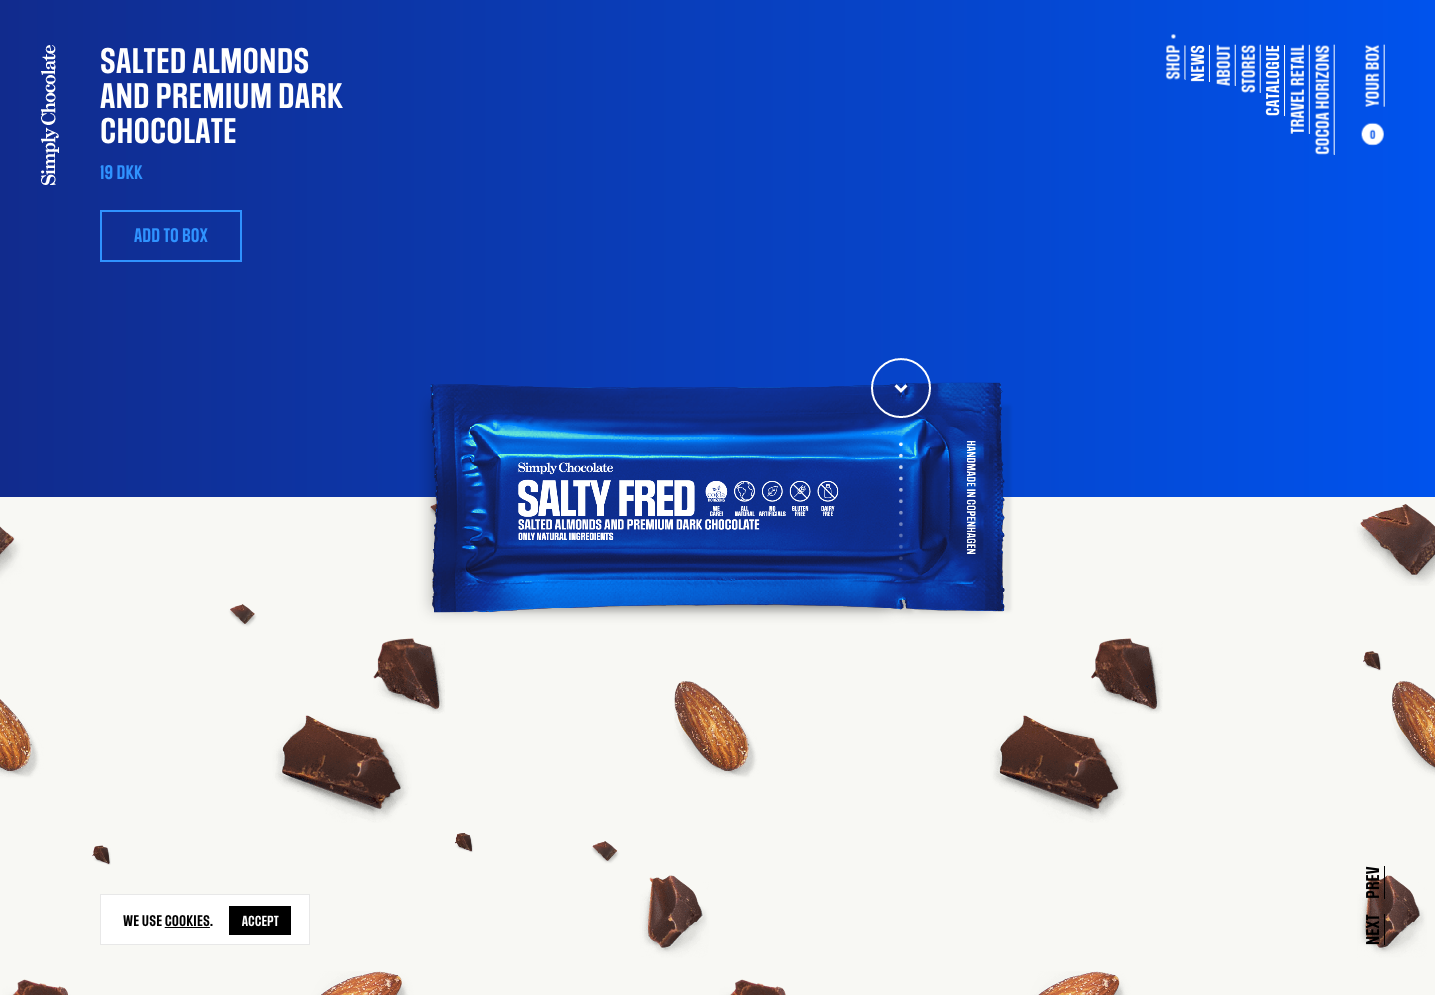 Simply Chocolate
SALTED ALMONDS
AND PREMIUM DARK
CHOCOLATE
19 DKK
ADD TO BOX
SHOP
NEWS
ABOUT
STORES
CATALOGUE
TRAVEL RETAIL
COCOA HORIZONS
YOUR BOX
0
Simply Chocolate
SALTY FRED
WE CARE!
ALL NATURAL
NO ARTIFICIALS
GLUTEN FREE
DAIRY FREE
SALTED ALMONDS AND PREMIUM DARK CHOCOLATE
ONLY NATURAL INGREDIENTS
HANDMADE IN COPENHAGEN
WE USE COOKIES.
ACCEPT
PREV
NEXT